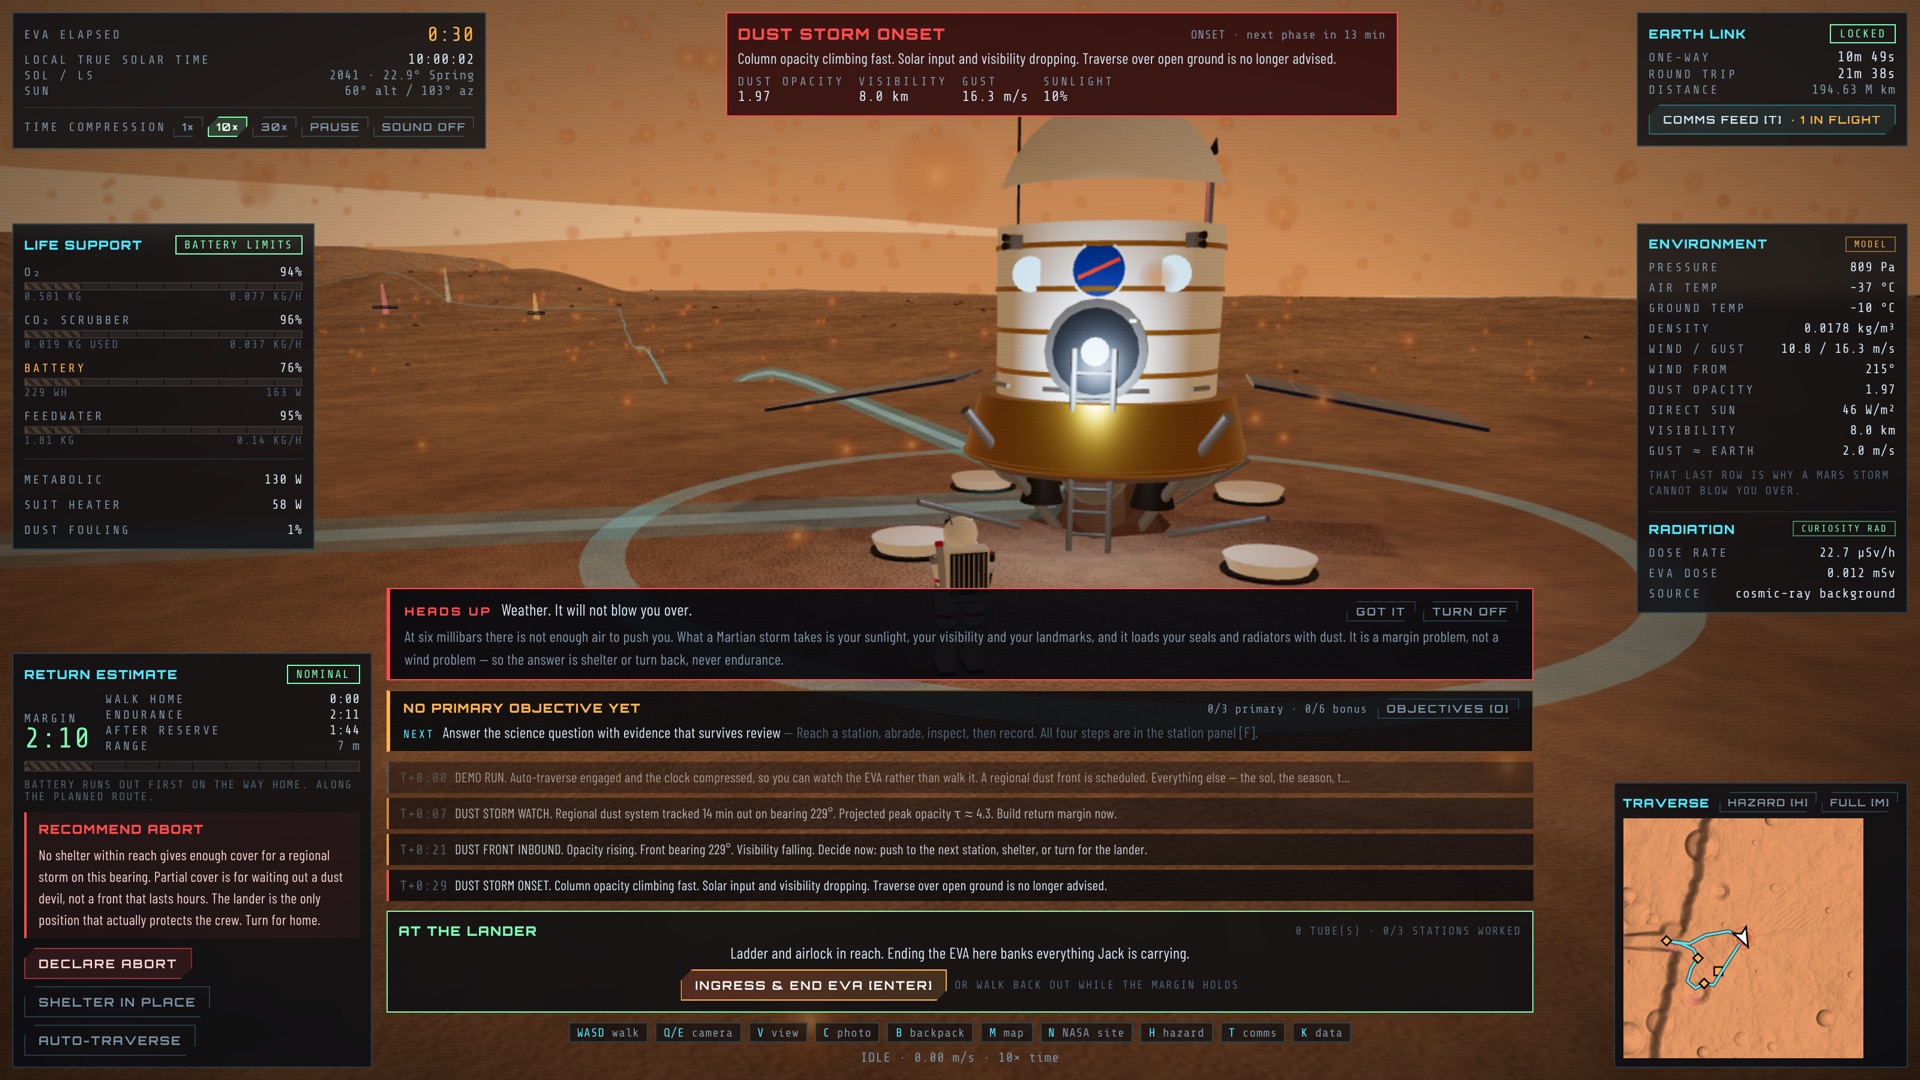 EVA ELAPSED 0:30
LOCAL TRUE SOLAR TIME 10:00:02
SOL / LS 2041 · 22.9° Spring
SUN 60° alt / 103° az
TIME COMPRESSION 1× 10× 30× PAUSE SOUND OFF
DUST STORM ONSET ONSET · next phase in 13 min
Column opacity climbing fast. Solar input and visibility dropping. Traverse over open ground is no longer advised.
DUST OPACITY VISIBILITY GUST SUNLIGHT
1.97 8.0 km 16.3 m/s 10%
EARTH LINK LOCKED
ONE-WAY 10m 49s
ROUND TRIP 21m 38s
DISTANCE 194.63 M km
COMMS FEED [T] · 1 IN FLIGHT
LIFE SUPPORT BATTERY LIMITS
O₂ 94%
0.581 KG 0.077 KG/H
CO₂ SCRUBBER 96%
0.019 KG USED 0.037 KG/H
BATTERY 76%
229 WH 163 W
FEEDWATER 95%
1.81 KG 0.14 KG/H
METABOLIC 130 W
SUIT HEATER 58 W
DUST FOULING 1%
ENVIRONMENT MODEL
PRESSURE 809 Pa
AIR TEMP -37 °C
GROUND TEMP -10 °C
DENSITY 0.0178 kg/m³
WIND / GUST 10.8 / 16.3 m/s
WIND FROM 215°
DUST OPACITY 1.97
DIRECT SUN 46 W/m²
VISIBILITY 8.0 km
GUST ≈ EARTH 2.0 m/s
THAT LAST ROW IS WHY A MARS STORM
CANNOT BLOW YOU OVER.
RADIATION CURIOSITY RAD
DOSE RATE 22.7 µSv/h
EVA DOSE 0.012 mSv
SOURCE cosmic-ray background
RETURN ESTIMATE NOMINAL
MARGIN
2:10
WALK HOME 0:00
ENDURANCE 2:11
AFTER RESERVE 1:44
RANGE 7 m
BATTERY RUNS OUT FIRST ON THE WAY HOME. ALONG
THE PLANNED ROUTE.
RECOMMEND ABORT
No shelter within reach gives enough cover for a regional
storm on this bearing. Partial cover is for waiting out a dust
devil, not a front that lasts hours. The lander is the only
position that actually protects the crew. Turn for home.
DECLARE ABORT
SHELTER IN PLACE
AUTO-TRAVERSE
HEADS UP Weather. It will not blow you over. GOT IT TURN OFF
At six millibars there is not enough air to push you. What a Martian storm takes is your sunlight, your visibility and your landmarks, and it loads your seals and radiators with dust. It is a margin problem, not a
wind problem — so the answer is shelter or turn back, never endurance.
NO PRIMARY OBJECTIVE YET 0/3 primary · 0/6 bonus OBJECTIVES [O]
NEXT Answer the science question with evidence that survives review — Reach a station, abrade, inspect, then record. All four steps are in the station panel [F].
T+0:00 DEMO RUN. Auto-traverse engaged and the clock compressed, so you can watch the EVA rather than walk it. A regional dust front is scheduled. Everything else — the sol, the season, t...
T+0:07 DUST STORM WATCH. Regional dust system tracked 14 min out on bearing 229°. Projected peak opacity τ ≈ 4.3. Build return margin now.
T+0:21 DUST FRONT INBOUND. Opacity rising. Front bearing 229°. Visibility falling. Decide now: push to the next station, shelter, or turn for the lander.
T+0:29 DUST STORM ONSET. Column opacity climbing fast. Solar input and visibility dropping. Traverse over open ground is no longer advised.
AT THE LANDER 0 TUBE(S) · 0/3 STATIONS WORKED
Ladder and airlock in reach. Ending the EVA here banks everything Jack is carrying.
INGRESS & END EVA [ENTER] OR WALK BACK OUT WHILE THE MARGIN HOLDS
WASD walk Q/E camera V view C photo B backpack M map N NASA site H hazard T comms K data
IDLE · 0.00 m/s · 10× time
TRAVERSE HAZARD [H] FULL [M]